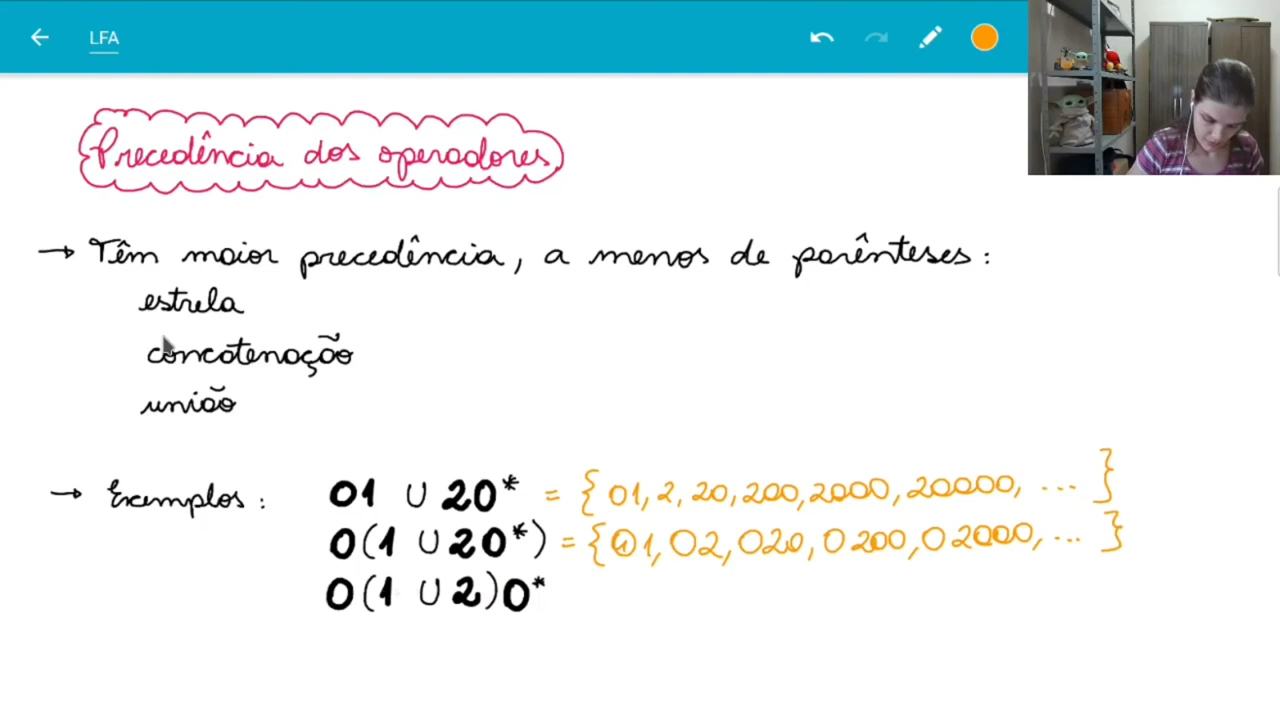 LFA
Precedência dos operadores
→ Têm maior precedência, a menos de parênteses:
estrela
concatenação
união
→ Exemplos: 01 ∪ 20* = {01, 2, 20, 200, 2000, 20000, ... }
0(1 ∪ 20*) = {01, 02, 020, 0200, 02000, ... }
0(1 ∪ 2)0*